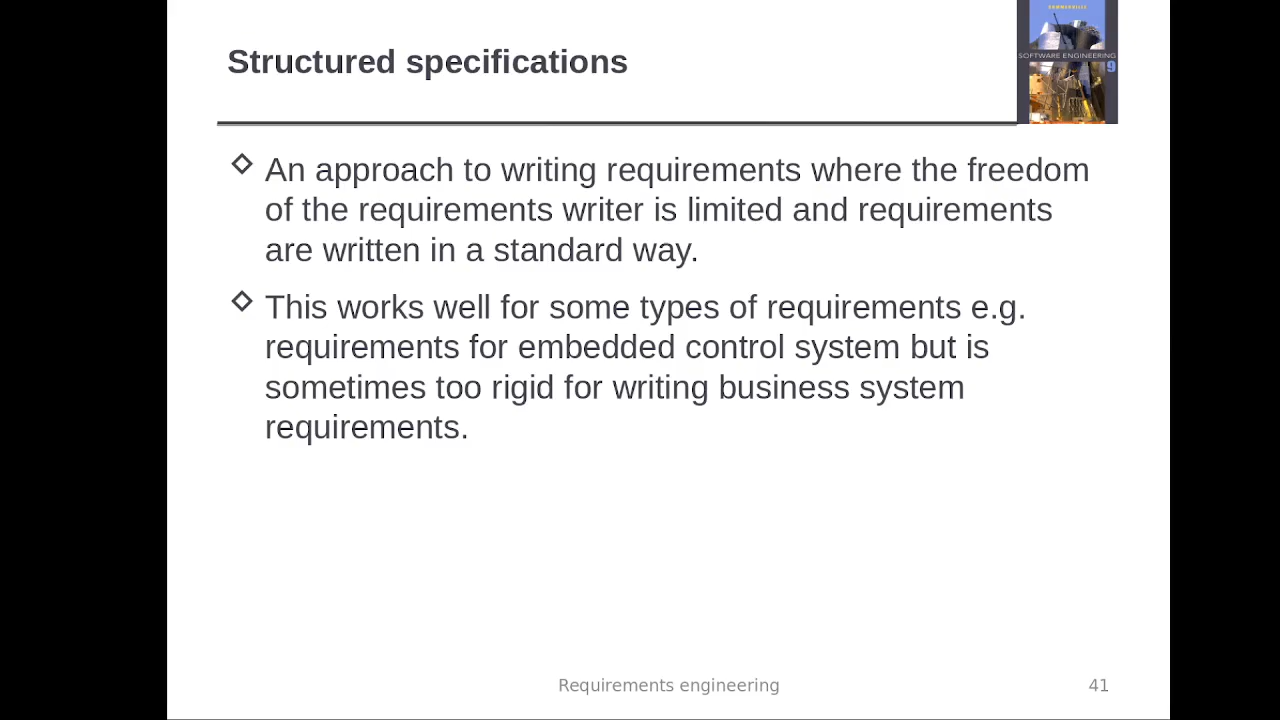 Structured specifications
SOMMERVILLE
SOFTWARE ENGINEERING
9
◇ An approach to writing requirements where the freedom
of the requirements writer is limited and requirements
are written in a standard way.
◇ This works well for some types of requirements e.g.
requirements for embedded control system but is
sometimes too rigid for writing business system
requirements.
Requirements engineering
41